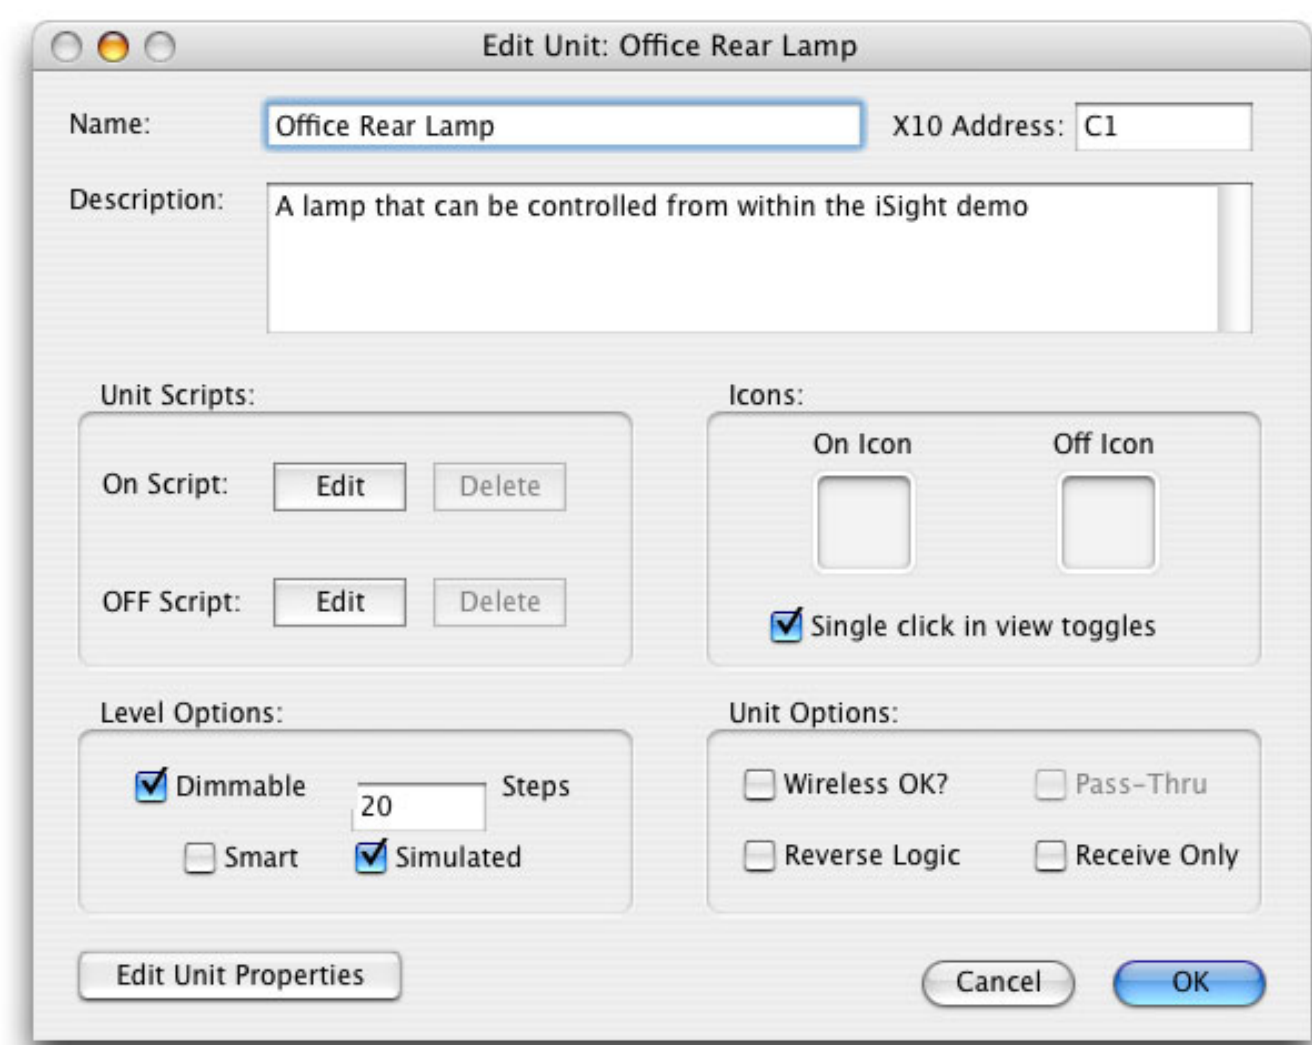 Edit Unit: Office Rear Lamp
Name: Office Rear Lamp X10 Address: C1
Description: A lamp that can be controlled from within the iSight demo
Unit Scripts:
On Script: Edit Delete
OFF Script: Edit Delete
Icons:
On Icon Off Icon
Single click in view toggles
Level Options:
Dimmable 20 Steps
Smart Simulated
Unit Options:
Wireless OK? Pass-Thru
Reverse Logic Receive Only
Edit Unit Properties Cancel OK